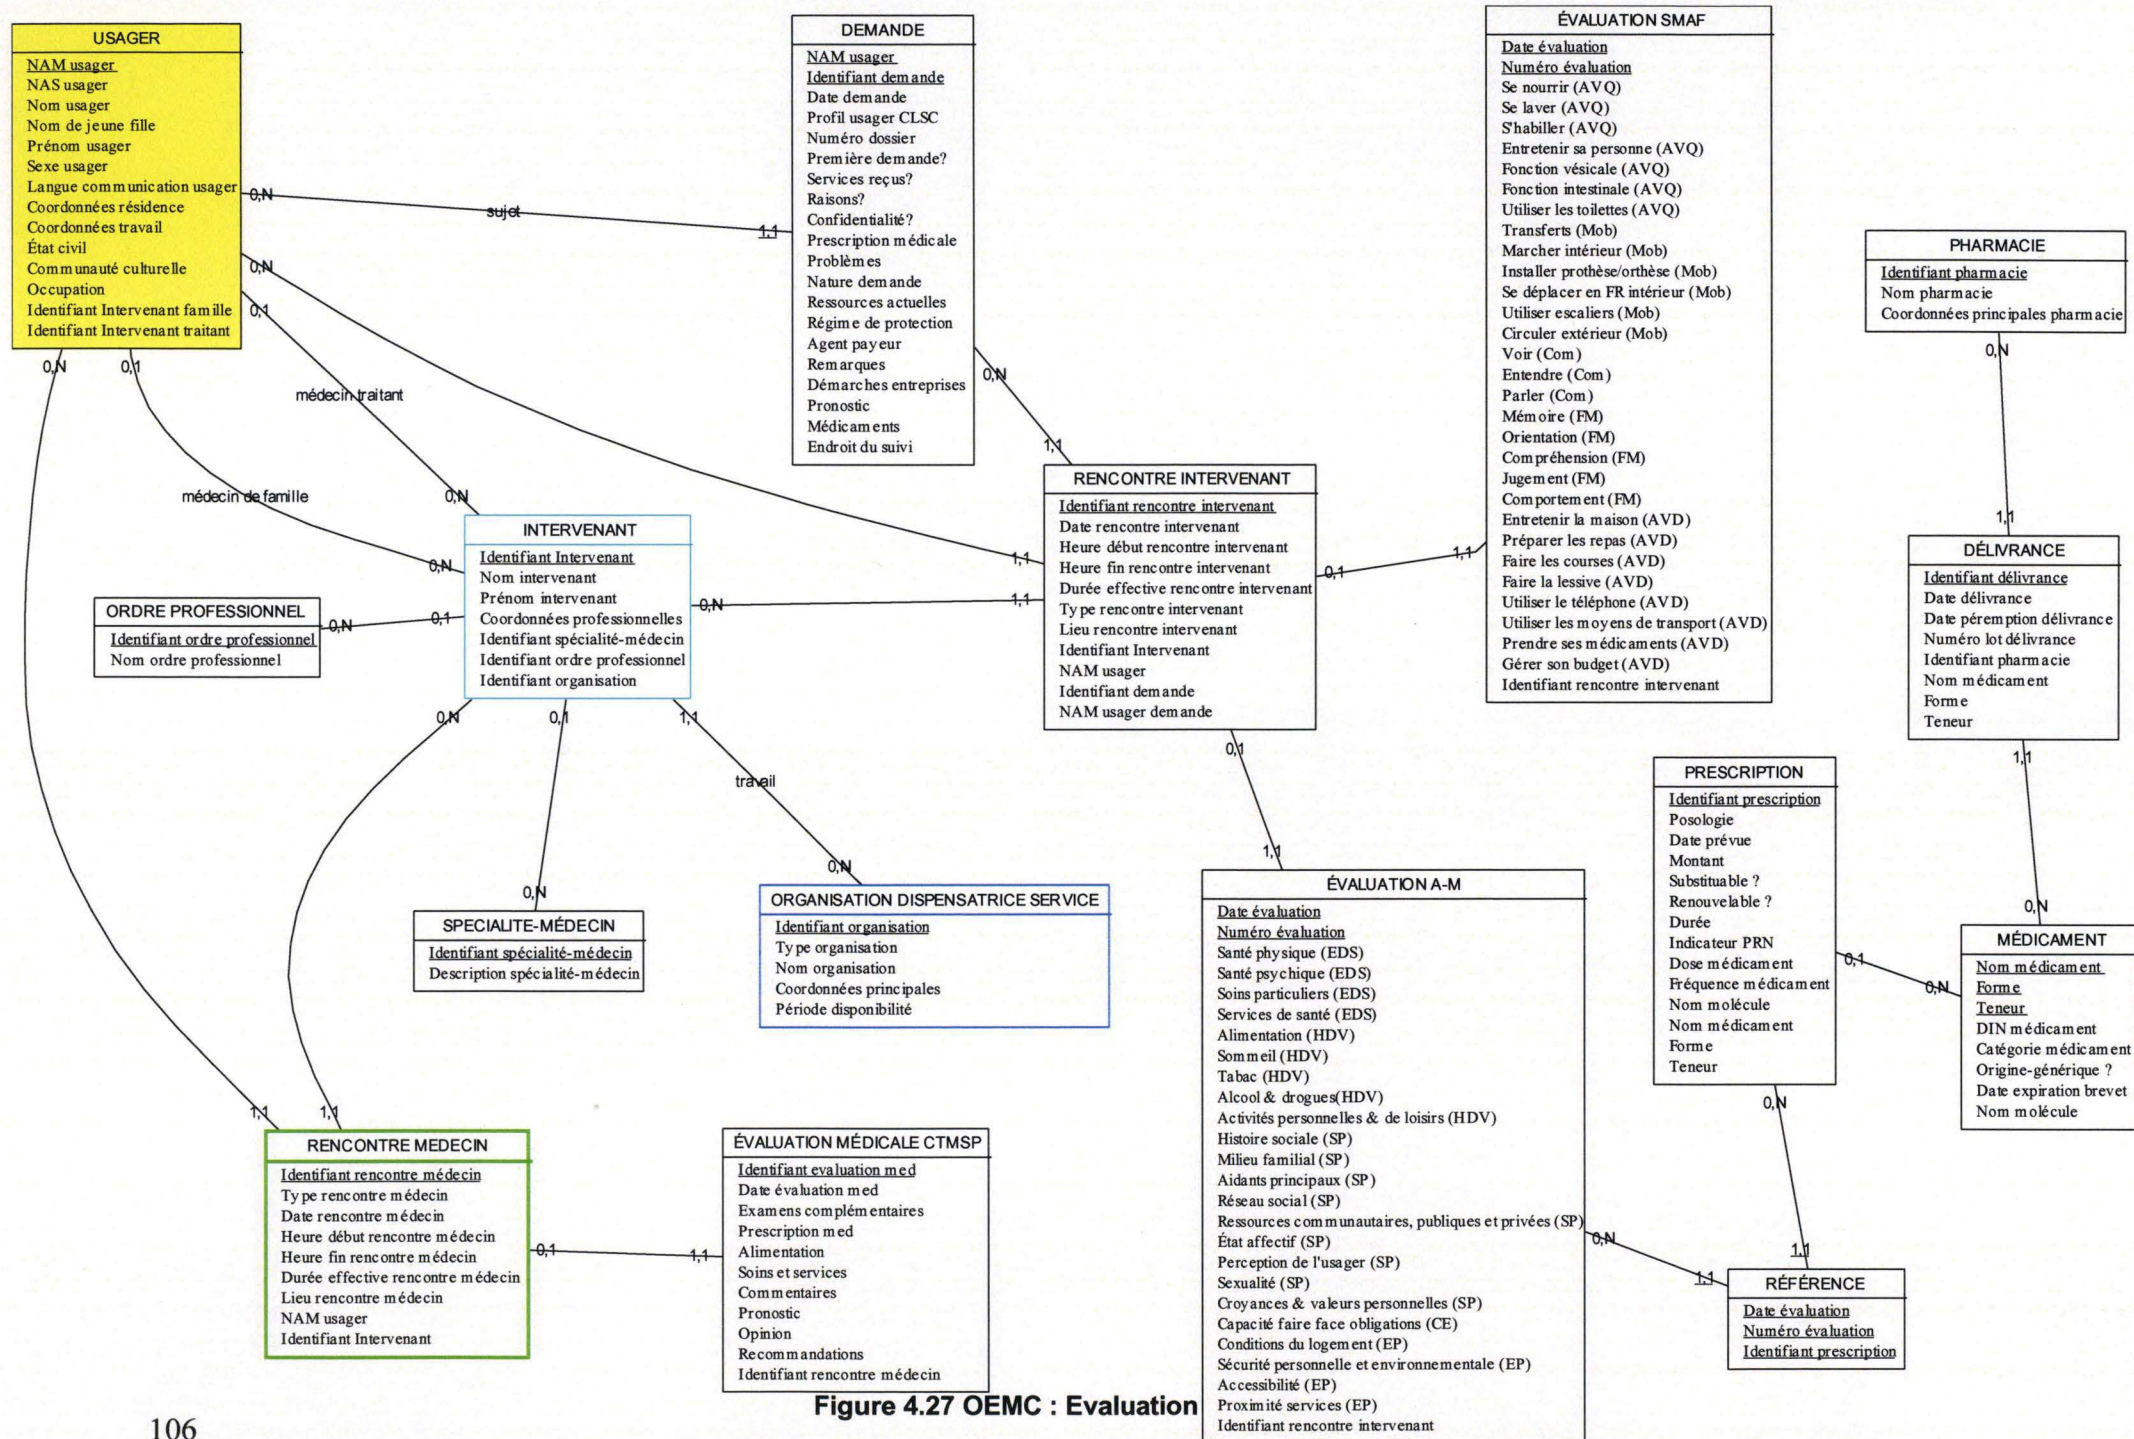 USAGER
NAM usager
NAS usager
Nom usager
Nom de jeune fille
Prénom usager
Sexe usager
Langue communication usager
Coordonnées résidence
Coordonnées travail
État civil
Communauté culturelle
Occupation
Identifiant Intervenant famille
Identifiant Intervenant traitant
0,N
0,N
0,1
0,N
0,1
sujet
1,1
médecin traitant
médecin de famille
0,N
0,N
DEMANDE
NAM usager
Identifiant demande
Date demande
Profil usager CLSC
Numéro dossier
Première demande?
Services reçus?
Raisons?
Confidentialité?
Prescription médicale
Problèmes
Nature demande
Ressources actuelles
Régime de protection
Agent payeur
Remarques
Démarches entreprises
Pronostic
Médicaments
Endroit du suivi
0,N
1,1
ÉVALUATION SMAF
Date évaluation
Numéro évaluation
Se nourrir (AVQ)
Se laver (AVQ)
S'habiller (AVQ)
Entretenir sa personne (AVQ)
Fonction vésicale (AVQ)
Fonction intestinale (AVQ)
Utiliser les toilettes (AVQ)
Transferts (Mob)
Marcher intérieur (Mob)
Installer prothèse/orthèse (Mob)
Se déplacer en FR intérieur (Mob)
Utiliser escaliers (Mob)
Circuler extérieur (Mob)
Voir (Com)
Entendre (Com)
Parler (Com)
Mémoire (FM)
Orientation (FM)
Compréhension (FM)
Jugement (FM)
Comportement (FM)
Entretenir la maison (AVD)
Préparer les repas (AVD)
Faire les courses (AVD)
Faire la lessive (AVD)
Utiliser le téléphone (AVD)
Utiliser les moyens de transport (AVD)
Prendre ses médicaments (AVD)
Gérer son budget (AVD)
Identifiant rencontre intervenant
PHARMACIE
Identifiant pharmacie
Nom pharmacie
Coordonnées principales pharmacie
0,N
1,1
DÉLIVRANCE
Identifiant délivrance
Date délivrance
Date péremption délivrance
Numéro lot délivrance
Identifiant pharmacie
Nom médicament
Forme
Teneur
1,1
0,N
RENCONTRE INTERVENANT
Identifiant rencontre intervenant
Date rencontre intervenant
Heure début rencontre intervenant
Heure fin rencontre intervenant
Durée effective rencontre intervenant
Type rencontre intervenant
Lieu rencontre intervenant
Identifiant Intervenant
NAM usager
Identifiant demande
NAM usager demande
1,1
1,1
0,1
1,1
0,1
1,1
INTERVENANT
Identifiant Intervenant
Nom intervenant
Prénom intervenant
Coordonnées professionnelles
Identifiant spécialité-médecin
Identifiant ordre professionnel
Identifiant organisation
0,N
0,1
0,N
0,1
1,1
ORDRE PROFESSIONNEL
Identifiant ordre professionnel
Nom ordre professionnel
0,N
travail
0,N
0,N
SPECIALITE-MÉDECIN
Identifiant spécialité-médecin
Description spécialité-médecin
ORGANISATION DISPENSATRICE SERVICE
Identifiant organisation
Type organisation
Nom organisation
Coordonnées principales
Période disponibilité
PRESCRIPTION
Identifiant prescription
Posologie
Date prévue
Montant
Substituable ?
Renouvelable ?
Durée
Indicateur PRN
Dose médicament
Fréquence médicament
Nom molécule
Nom médicament
Forme
Teneur
0,1
0,N
MÉDICAMENT
Nom médicament
Forme
Teneur
DIN médicament
Catégorie médicament
Origine-générique ?
Date expiration brevet
Nom molécule
ÉVALUATION A-M
Date évaluation
Numéro évaluation
Santé physique (EDS)
Santé psychique (EDS)
Soins particuliers (EDS)
Services de santé (EDS)
Alimentation (HDV)
Sommeil (HDV)
Tabac (HDV)
Alcool & drogues(HDV)
Activités personnelles & de loisirs (HDV)
Histoire sociale (SP)
Milieu familial (SP)
Aidants principaux (SP)
Réseau social (SP)
Ressources communautaires, publiques et privées (SP)
État affectif (SP)
Perception de l'usager (SP)
Sexualité (SP)
Croyances & valeurs personnelles (SP)
Capacité faire face obligations (CE)
Conditions du logement (EP)
Sécurité personnelle et environnementale (EP)
Accessibilité (EP)
Proximité services (EP)
Identifiant rencontre intervenant
0,N
1,1
0,N
1,1
RÉFÉRENCE
Date évaluation
Numéro évaluation
Identifiant prescription
1,1
1,1
RENCONTRE MEDECIN
Identifiant rencontre médecin
Type rencontre médecin
Date rencontre médecin
Heure début rencontre médecin
Heure fin rencontre médecin
Durée effective rencontre médecin
Lieu rencontre médecin
NAM usager
Identifiant Intervenant
0,1
1,1
ÉVALUATION MÉDICALE CTMSP
Identifiant evaluation med
Date évaluation med
Examens complémentaires
Prescription med
Alimentation
Soins et services
Commentaires
Pronostic
Opinion
Recommandations
Identifiant rencontre médecin
Figure 4.27 OEMC : Evaluation
106